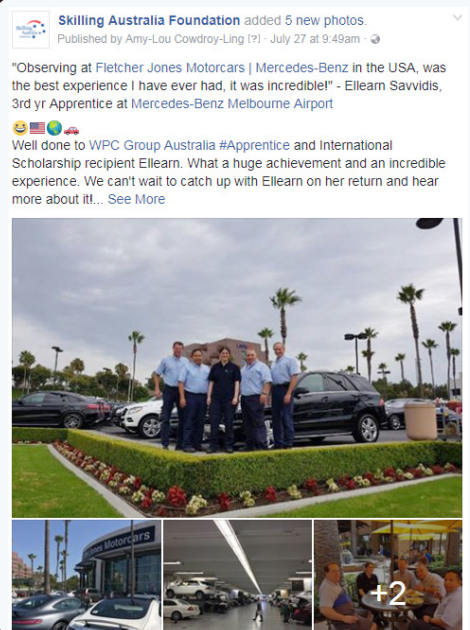 Skilling Australia Foundation added 5 new photos.
Published by Amy-Lou Cowdroy-Ling [?] · July 27 at 9:49am ·
"Observing at Fletcher Jones Motorcars | Mercedes-Benz in the USA, was
the best experience I have ever had, it was incredible!" - Ellearn Savvidis,
3rd yr Apprentice at Mercedes-Benz Melbourne Airport
😄🇺🇸🌏🚗
Well done to WPC Group Australia #Apprentice and International
Scholarship recipient Ellearn. What a huge achievement and an incredible
experience. We can't wait to catch up with Ellearn on her return and hear
more about it!... See More
Jones Motorcars
+2